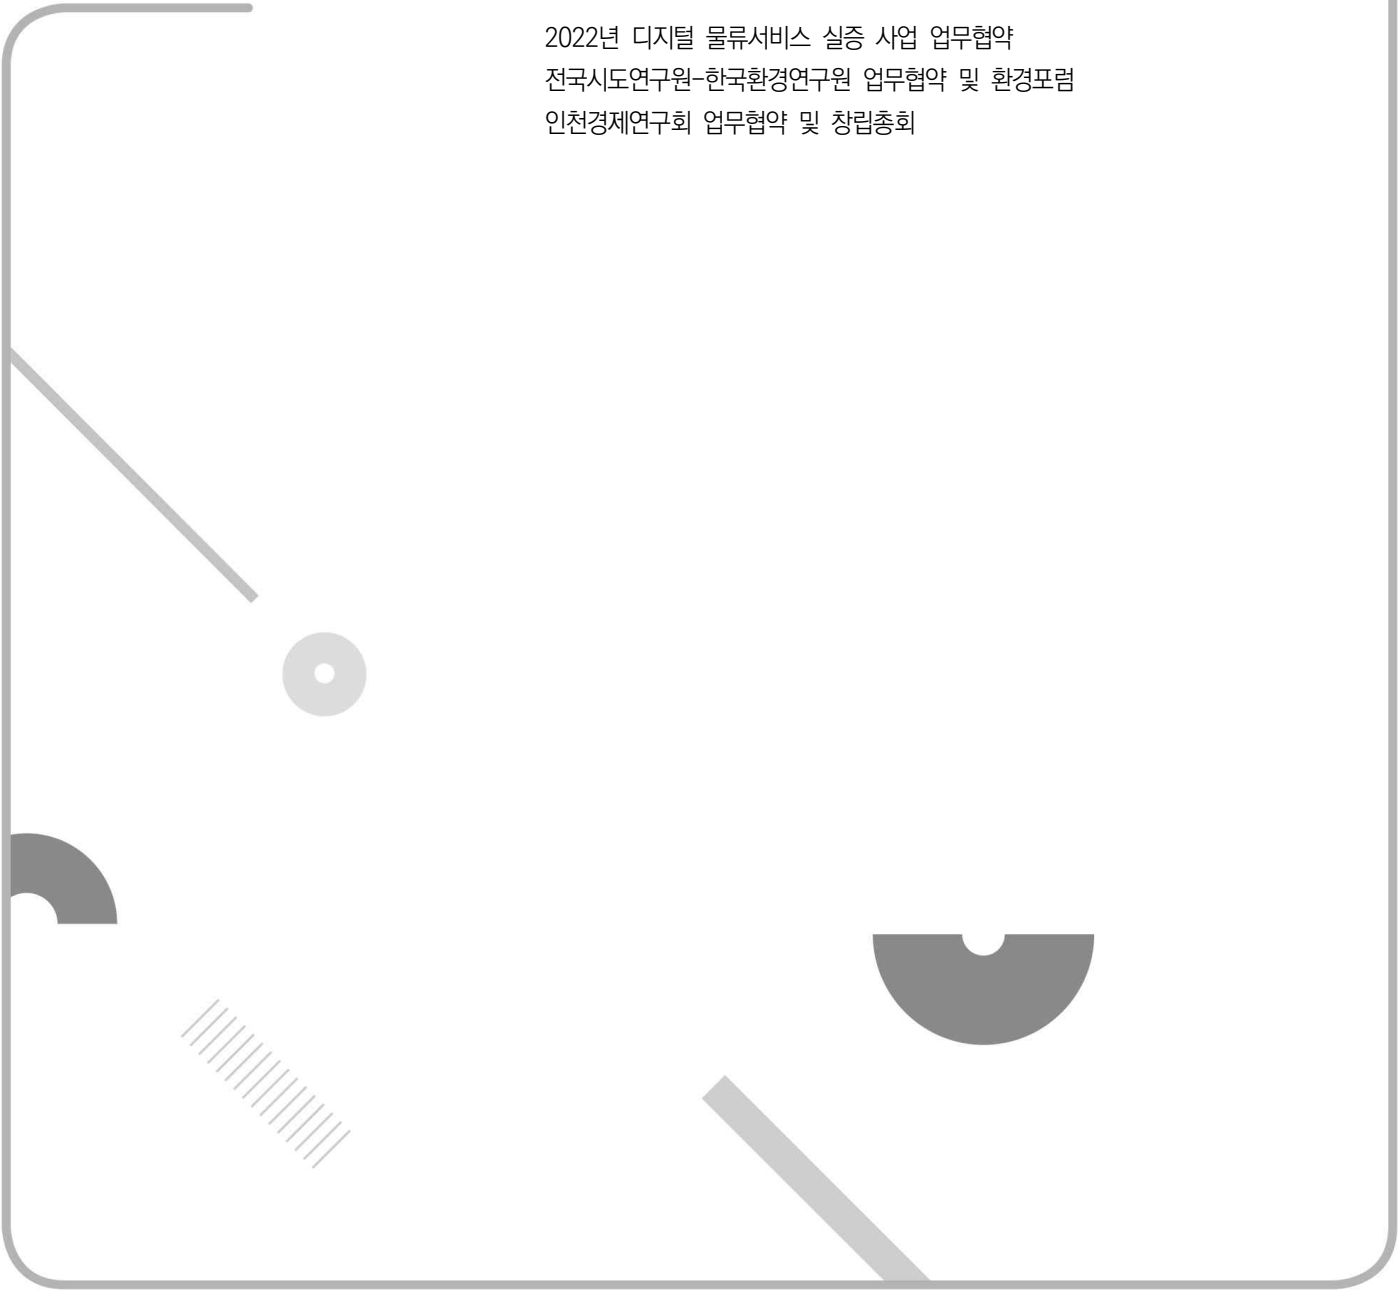 2022년 디지털 물류서비스 실증 사업 업무협약
전국시도연구원-한국환경연구원 업무협약 및 환경포럼
인천경제연구회 업무협약 및 창립총회